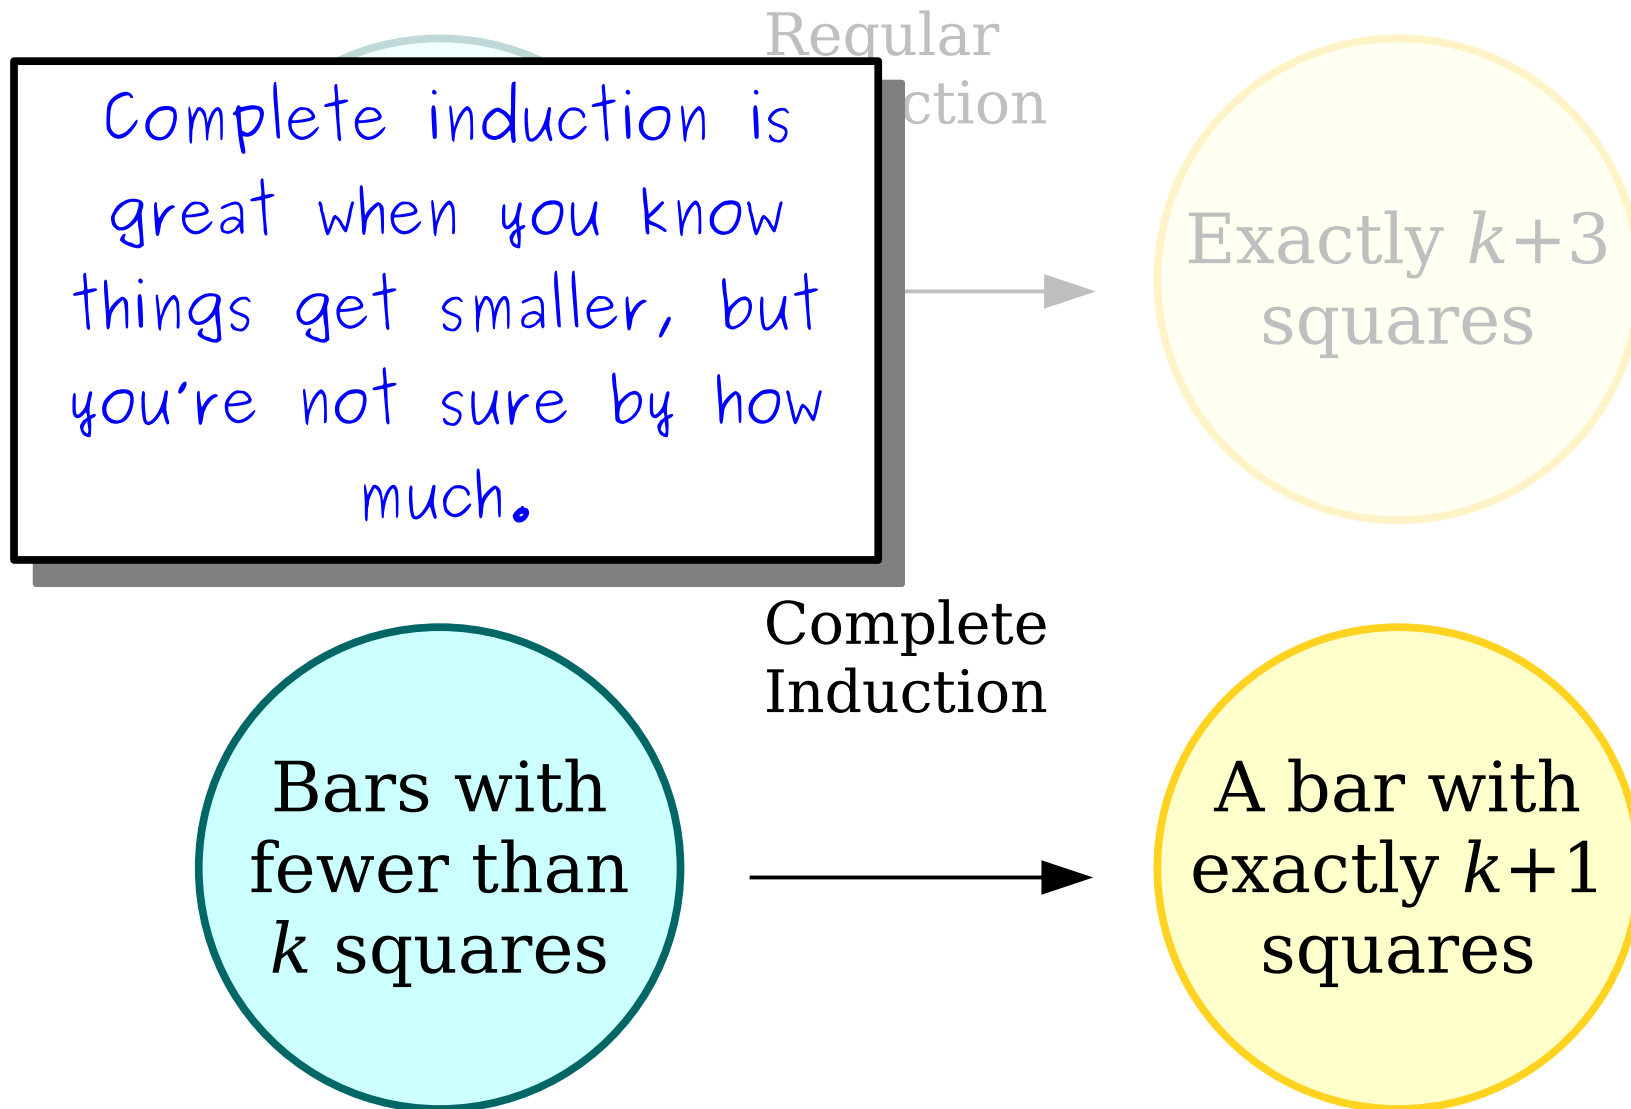 Regular
ction
Complete induction is
great when you know
things get smaller, but
you're not sure by how
much.
Exactly k+3
squares
Complete
Induction
Bars with
fewer than
k squares
A bar with
exactly k+1
squares